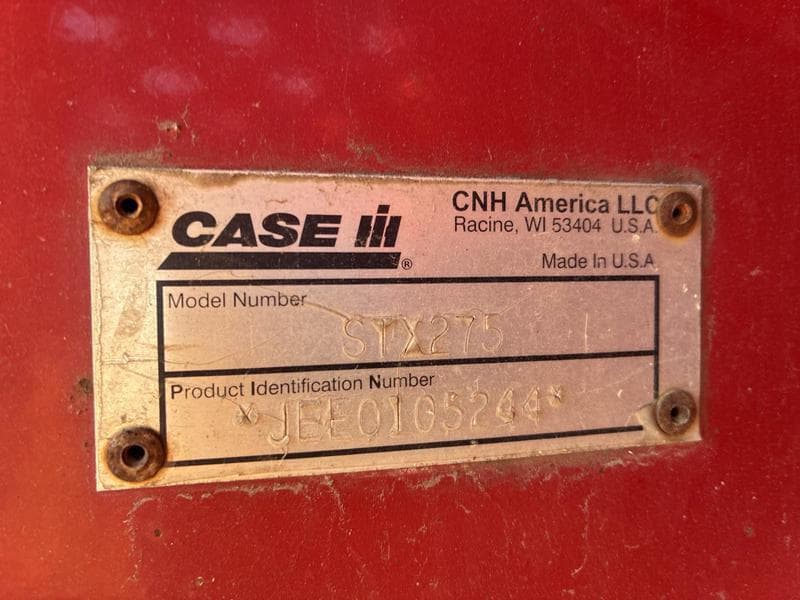 CASE IH®
CNH America LLC
Racine, WI 53404 U.S.A.
Made In U.S.A.
Model Number
STX275
Product Identification Number
*JEE0105244*